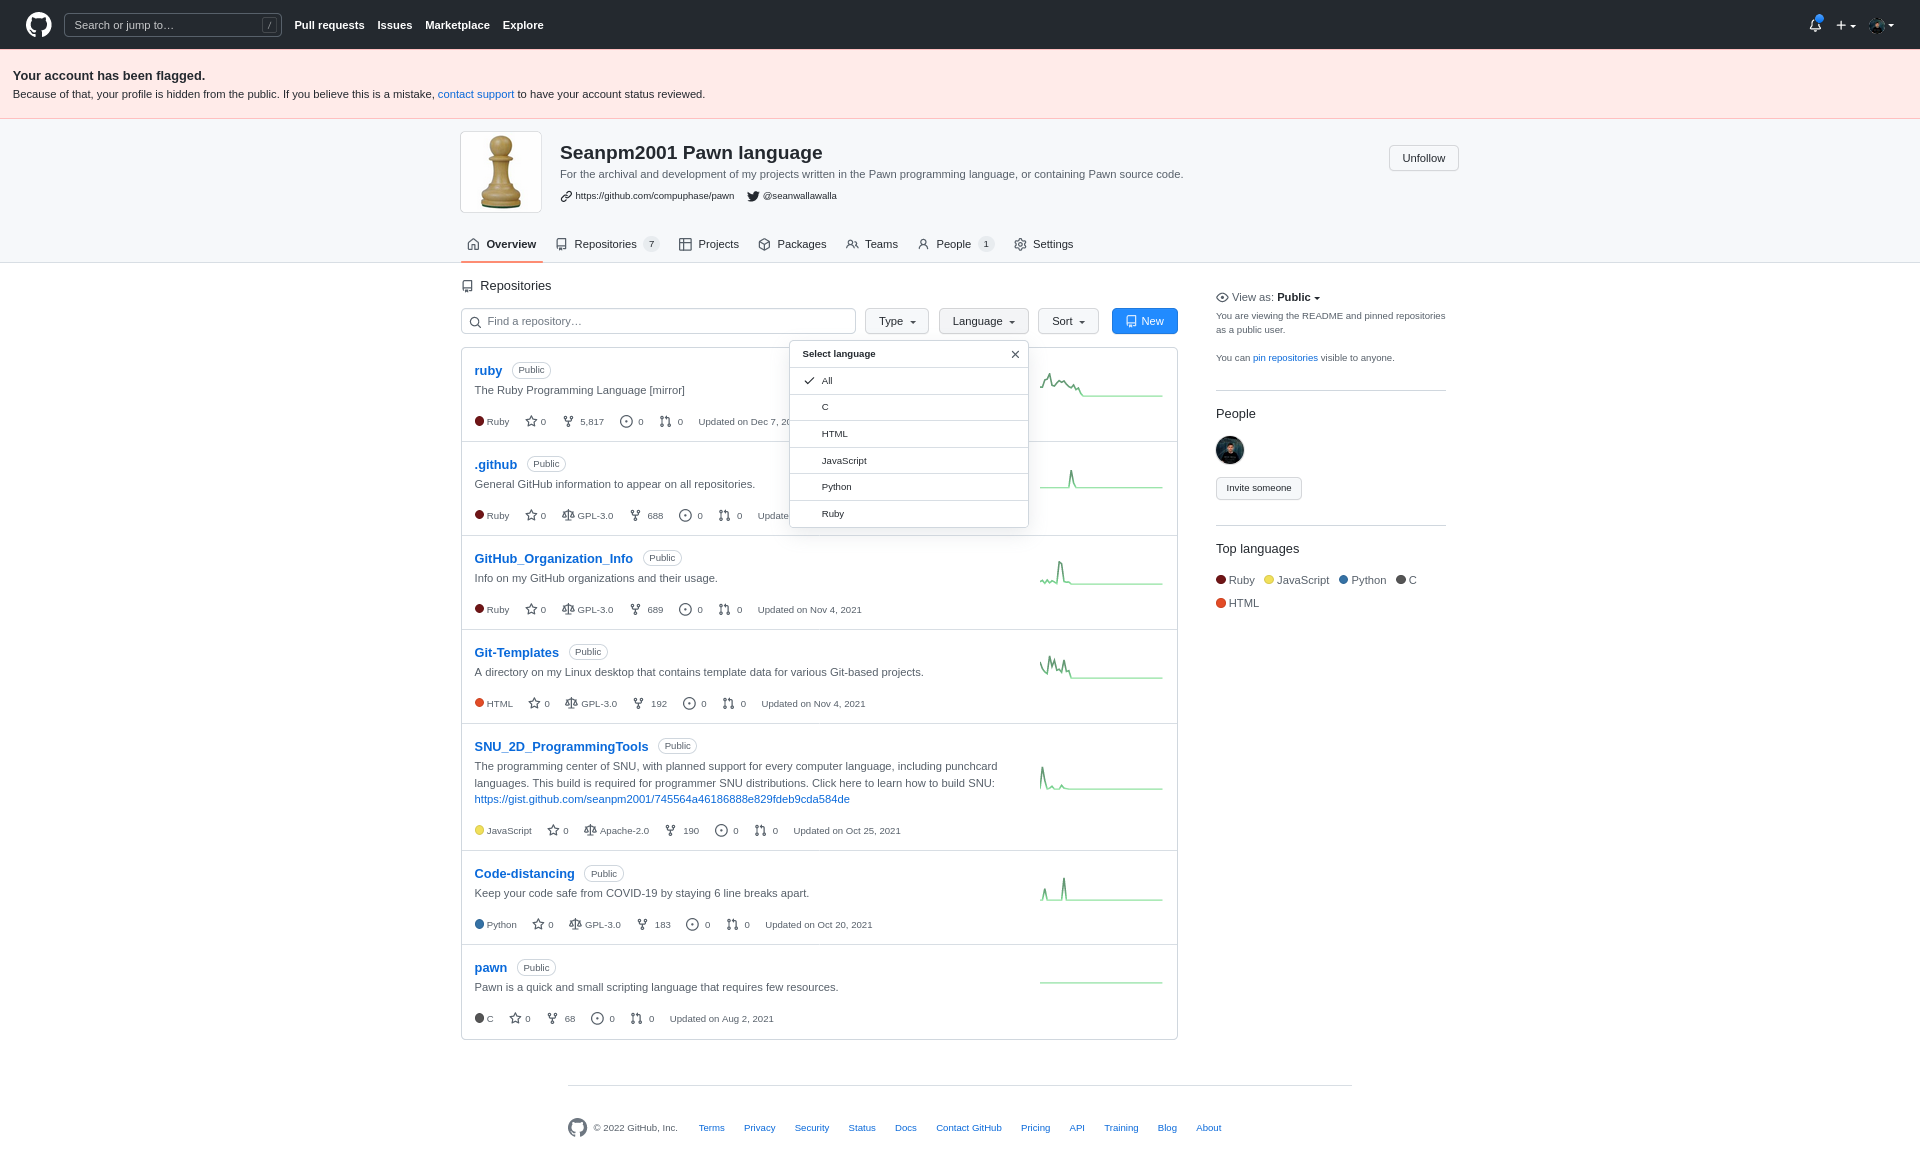 Search or jump to… /
Pull requests Issues Marketplace Explore
Your account has been flagged.
Because of that, your profile is hidden from the public. If you believe this is a mistake, contact support to have your account status reviewed.
Seanpm2001 Pawn language
For the archival and development of my projects written in the Pawn programming language, or containing Pawn source code.
https://github.com/compuphase/pawn @seanwallawalla
Unfollow
Overview Repositories 7 Projects Packages Teams People 1 Settings
Repositories
Find a repository… Type Language Sort New
Select language
All
C
HTML
JavaScript
Python
Ruby
ruby Public
The Ruby Programming Language [mirror]
Ruby 0 5,817 0 0 Updated on Dec 7, 20
.github Public
General GitHub information to appear on all repositories.
Ruby 0 GPL-3.0 688 0 0 Update
GitHub_Organization_Info Public
Info on my GitHub organizations and their usage.
Ruby 0 GPL-3.0 689 0 0 Updated on Nov 4, 2021
Git-Templates Public
A directory on my Linux desktop that contains template data for various Git-based projects.
HTML 0 GPL-3.0 192 0 0 Updated on Nov 4, 2021
SNU_2D_ProgrammingTools Public
The programming center of SNU, with planned support for every computer language, including punchcard
languages. This build is required for programmer SNU distributions. Click here to learn how to build SNU:
https://gist.github.com/seanpm2001/745564a46186888e829fdeb9cda584de
JavaScript 0 Apache-2.0 190 0 0 Updated on Oct 25, 2021
Code-distancing Public
Keep your code safe from COVID-19 by staying 6 line breaks apart.
Python 0 GPL-3.0 183 0 0 Updated on Oct 20, 2021
pawn Public
Pawn is a quick and small scripting language that requires few resources.
C 0 68 0 0 Updated on Aug 2, 2021
View as: Public
You are viewing the README and pinned repositories
as a public user.
You can pin repositories visible to anyone.
People
Invite someone
Top languages
Ruby JavaScript Python C
HTML
© 2022 GitHub, Inc. Terms Privacy Security Status Docs Contact GitHub Pricing API Training Blog About